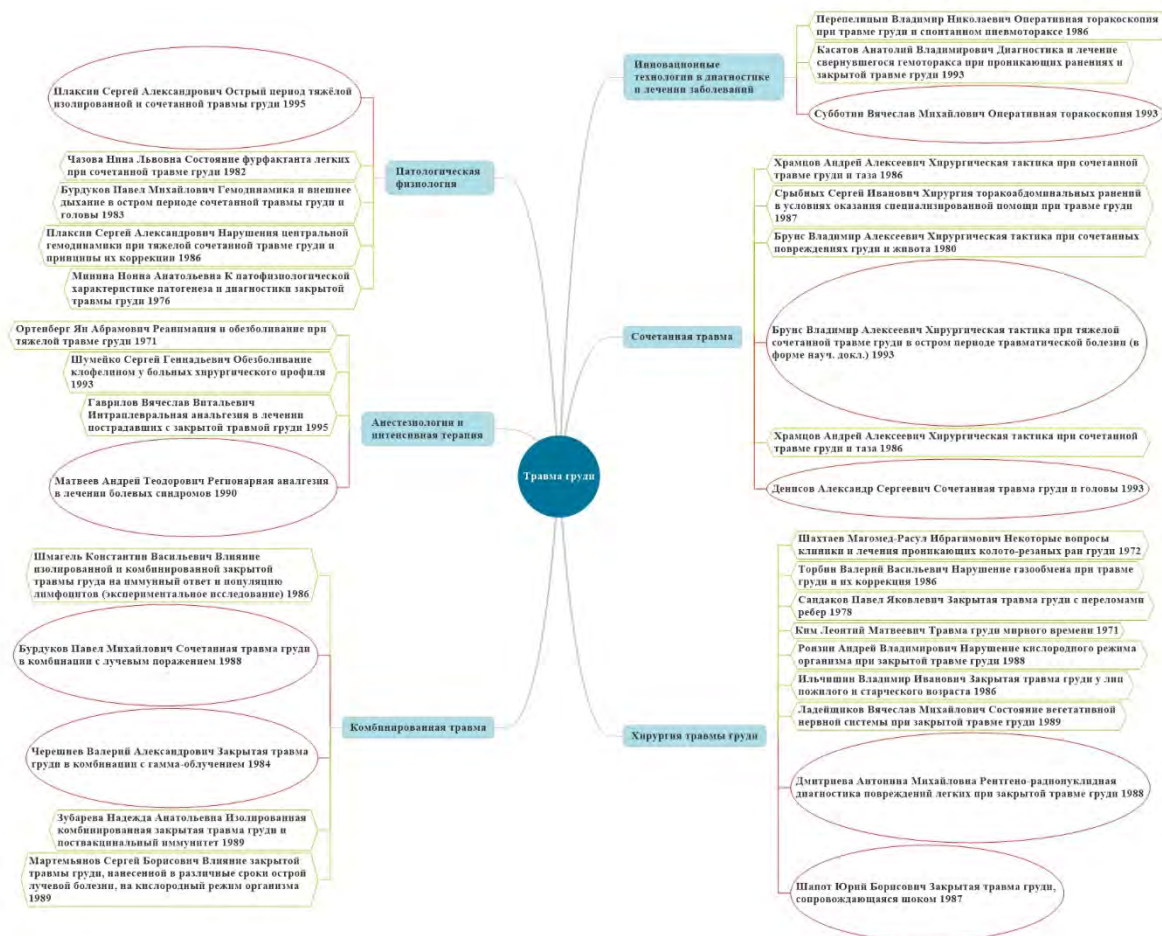 Плаксин Сергей Александрович Острый период тяжёлой
изолированной и сочетанной травмы груди 1995
Чазова Нина Львовна Состояние фурфактанта легких
при сочетанной травме груди 1982
Бурдуков Павел Михайлович Гемодинамика и внешнее
дыхание в остром периоде сочетанной травмы груди и
головы 1983
Плаксин Сергей Александрович Нарушения центральной
гемодинамики при тяжелой сочетанной травме груди и
принципы их коррекции 1986
Минина Нонна Анатольевна К патофизиологической
характеристике патогенеза и диагностики закрытой
травмы груди 1976
Патологическая
физиология
Ортенберг Ян Абрамович Реанимация и обезболивание при
тяжелой травме груди 1971
Шумейко Сергей Геннадьевич Обезболивание
клофелином у больных хирургического профиля
1993
Гаврилов Вячеслав Витальевич
Интраплевральная анальгезия в лечении
пострадавших с закрытой травмой груди 1995
Матвеев Андрей Теодорович Регионарная аналгезия
в лечении болевых синдромов 1990
Анестезиология и
интенсивная терапия
Шмагель Константин Васильевич Влияние
изолированной и комбинированной закрытой
травмы груда на иммунный ответ и популяцию
лимфоцитов (экспериментальное исследование) 1986
Бурдуков Павел Михайлович Сочетанная травма груди
в комбинации с лучевым поражением 1988
Черешнев Валерий Александрович Закрытая травма
груди в комбинации с гамма-облучением 1984
Зубарева Надежда Анатольевна Изолированная
комбинированная закрытая травма груди и
поствакцинальный иммунитет 1989
Мартемьянов Сергей Борисович Влияние закрытой
травмы груди, нанесенной в различные сроки острой
лучевой болезни, на кислородный режим организма
1989
Комбинированная травма
Травма груди
Инновационные
технологии в диагностике
и лечении заболеваний
Перепелицын Владимир Николаевич Оперативная торакоскопия
при травме груди и спонтанном пневмотораксе 1986
Касатов Анатолий Владимирович Диагностика и лечение
свернувшегося гемоторакса при проникающих ранениях и
закрытой травме груди 1993
Субботин Вячеслав Михайлович Оперативная торакоскопия 1993
Сочетанная травма
Храмцов Андрей Алексеевич Хирургическая тактика при сочетанной
травме груди и таза 1986
Срыбных Сергей Иванович Хирургия торакоабдоминальных ранений
в условиях оказания специализированной помощи при травме груди
1987
Брунс Владимир Алексеевич Хирургическая тактика при сочетанных
повреждениях груди и живота 1980
Брунс Владимир Алексеевич Хирургическая тактика при тяжелой
сочетанной травме груди в остром периоде травматической болезни (в
форме науч. докл.) 1993
Храмцов Андрей Алексеевич Хирургическая тактика при сочетанной
травме груди и таза 1986
Денисов Александр Сергеевич Сочетанная травма груди и головы 1993
Хирургия травмы груди
Шахтаев Магомед-Расул Ибрагимович Некоторые вопросы
клиники и лечения проникающих колото-резаных ран груди 1972
Торбин Валерий Васильевич Нарушение газообмена при травме
груди и их коррекция 1986
Сандаков Павел Яковлевич Закрытая травма груди с переломами
ребер 1978
Ким Леонтий Матвеевич Травма груди мирного времени 1971
Ронзин Андрей Владимирович Нарушение кислородного режима
организма при закрытой травме груди 1988
Ильчишин Владимир Иванович Закрытая травма груди у лип
пожилого и старческого возраста 1986
Ладейщиков Вячеслав Михайлович Состояние вегетативной
нервной системы при закрытой травме груди 1989
Дмитриева Антонина Михайловна Рентгено-радионуклидная
диагностика повреждений легких при закрытой травме груди 1988
Шапот Юрий Борисович Закрытая травма груди,
сопровождающаяся шоком 1987